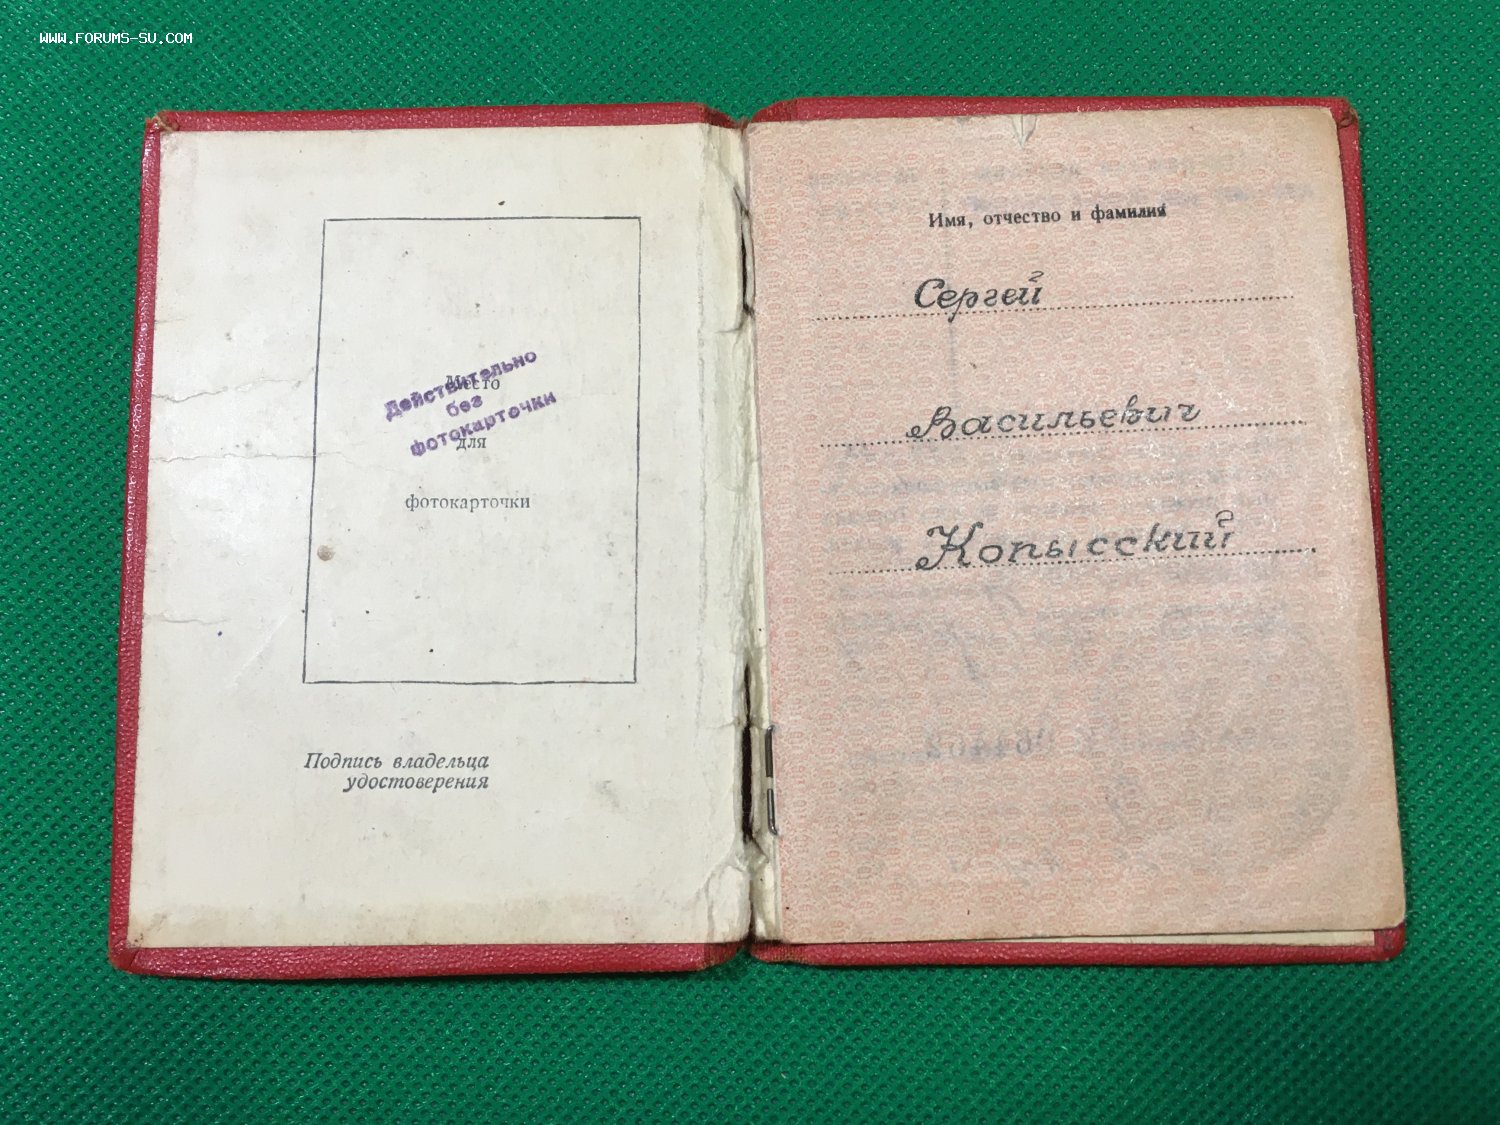 WWW.FORUMS-SU.COM
Место
для
фотокарточки
Действительно
без
фотокарточки
Подпись владельца
удостоверения
Имя, отчество и фамилия
Сергей
Васильевич
Копысский